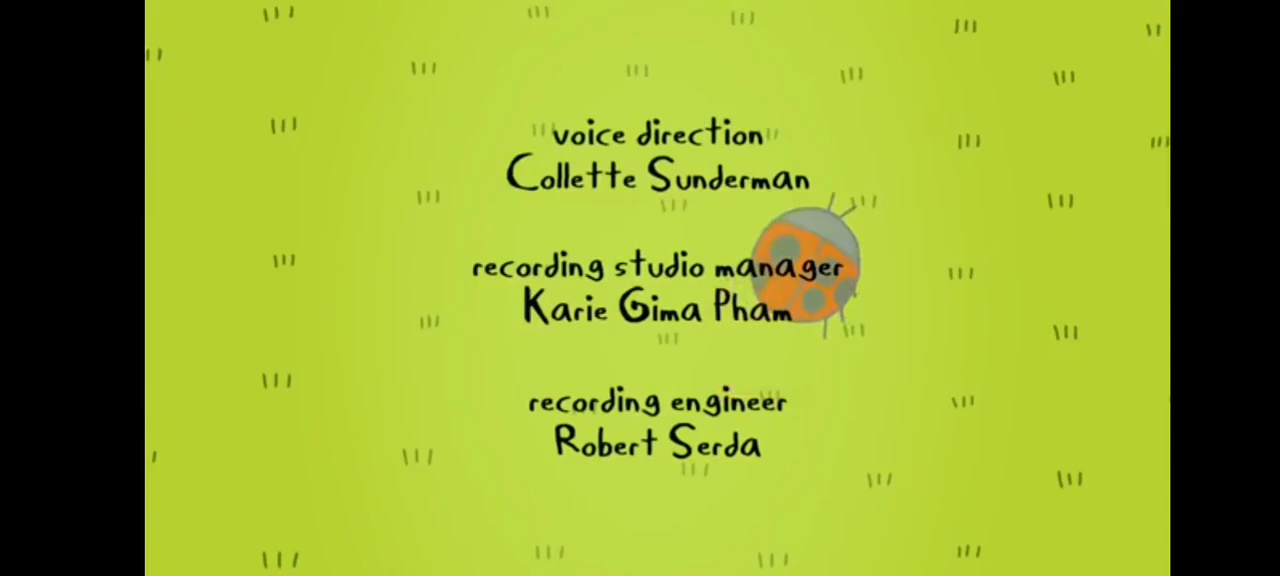 voice direction
Collette Sunderman
recording studio manager
Karie Gima Pham
recording engineer
Robert Serda